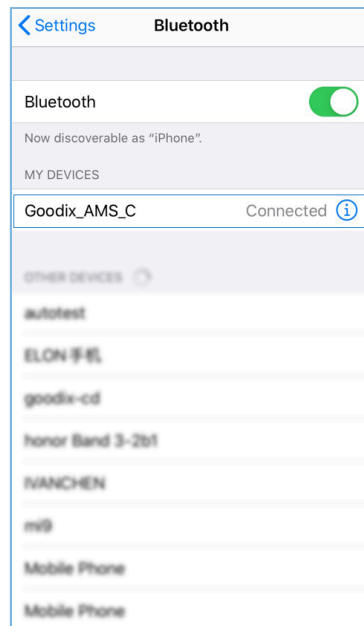 Settings Bluetooth
Bluetooth
Now discoverable as “iPhone”.
MY DEVICES
Goodix_AMS_C Connected
OTHER DEVICES
autotest
ELON手机
goodix-cd
honor Band 3-2b1
IVANCHEN
mi9
Mobile Phone
Mobile Phone